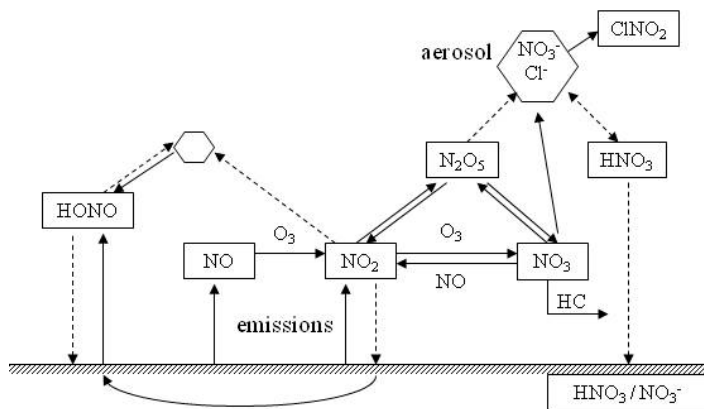 ClNO₂
aerosol
NO₃⁻
Cl⁻
N₂O₅
HNO₃
HONO
O₃
O₃
NO
NO₂
NO₃
NO
HC
emissions
HNO₃ / NO₃⁻